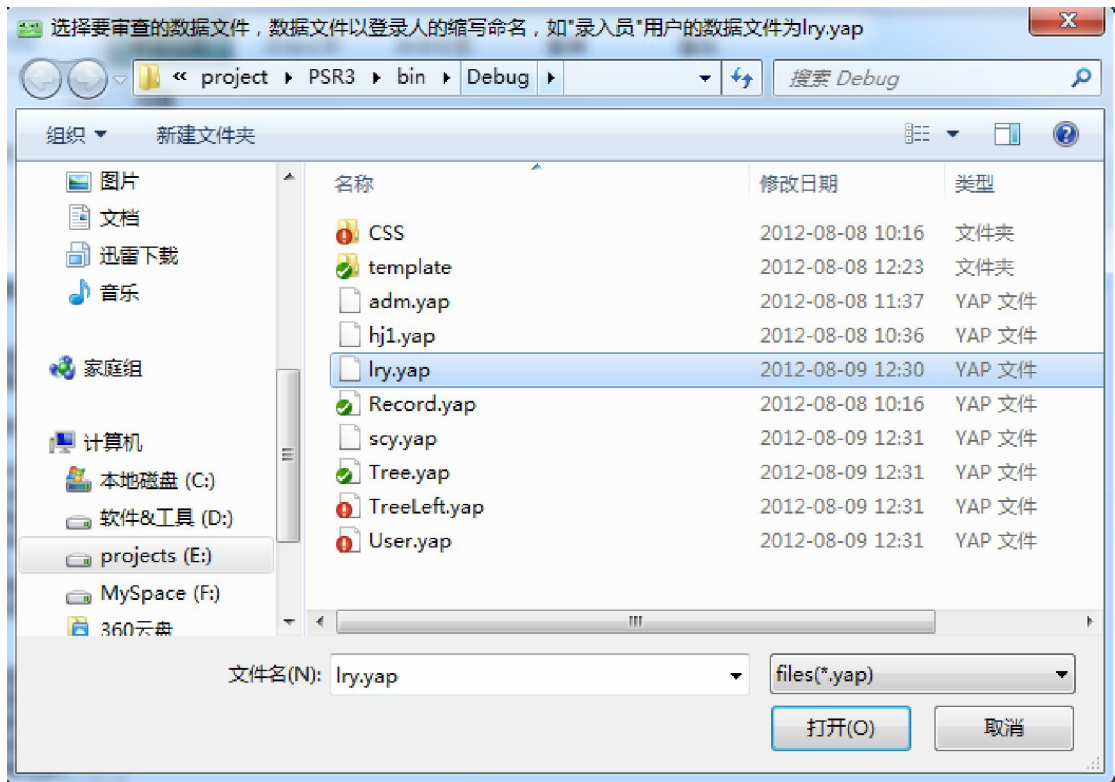 选择要审查的数据文件，数据文件以登录人的缩写命名，如"录入员"用户的数据文件为lry.yap
« project ▸ PSR3 ▸ bin ▸ Debug ▸
搜索 Debug
组织 新建文件夹
图片
文档
迅雷下载
音乐
家庭组
计算机
本地磁盘 (C:)
软件&工具 (D:)
projects (E:)
MySpace (F:)
360云盘
名称 修改日期 类型
CSS 2012-08-08 10:16 文件夹
template 2012-08-08 12:23 文件夹
adm.yap 2012-08-08 11:37 YAP 文件
hj1.yap 2012-08-08 10:36 YAP 文件
lry.yap 2012-08-09 12:30 YAP 文件
Record.yap 2012-08-08 10:16 YAP 文件
scy.yap 2012-08-09 12:31 YAP 文件
Tree.yap 2012-08-09 12:31 YAP 文件
TreeLeft.yap 2012-08-09 12:31 YAP 文件
User.yap 2012-08-09 12:31 YAP 文件
文件名(N): lry.yap files(*.yap)
打开(O) 取消